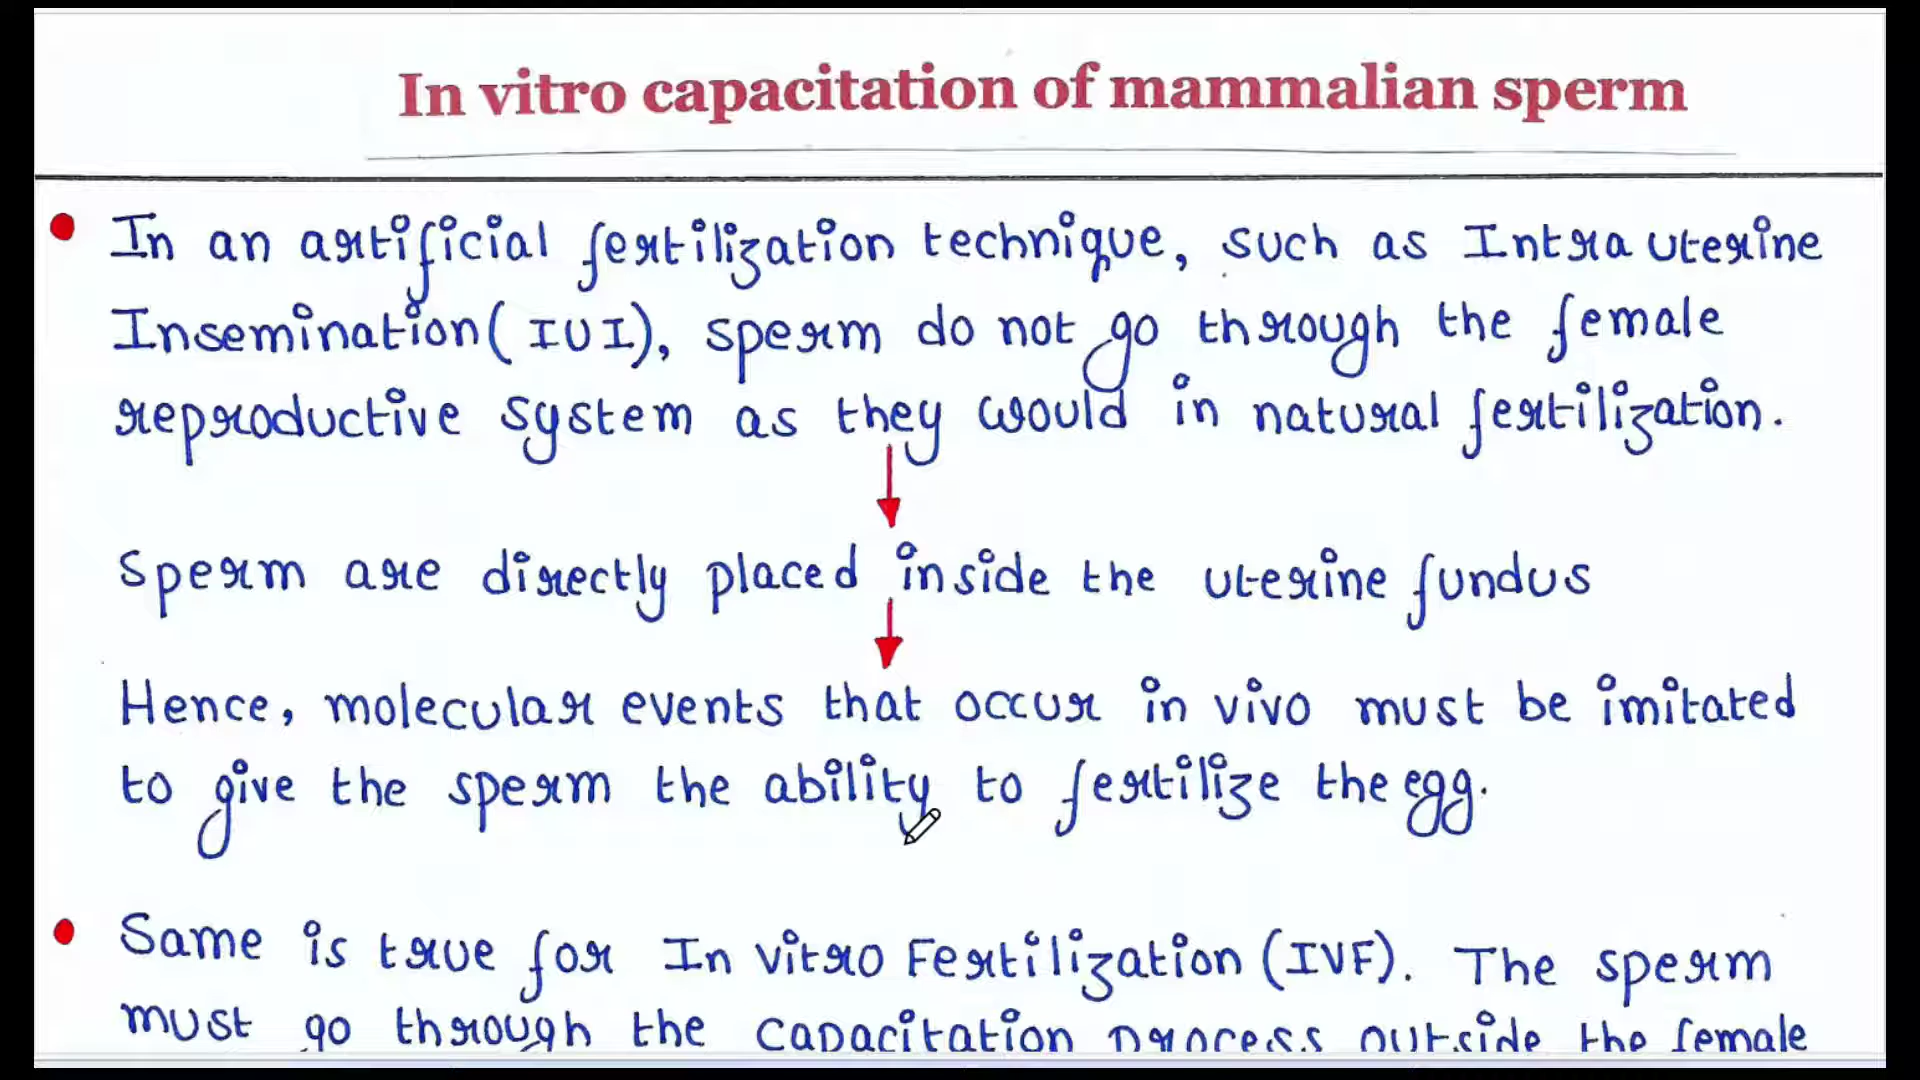 In vitro capacitation of mammalian sperm
In an artificial fertilization technique, such as Intra uterine
Insemination (IUI), sperm do not go through the female
reproductive system as they would in natural fertilization.
Sperm are directly placed inside the uterine fundus
Hence, molecular events that occur in vivo must be imitated
to give the sperm the ability to fertilize the egg.
Same is true for In Vitro Fertilization (IVF). The sperm
must go through the capacitation process outside the female